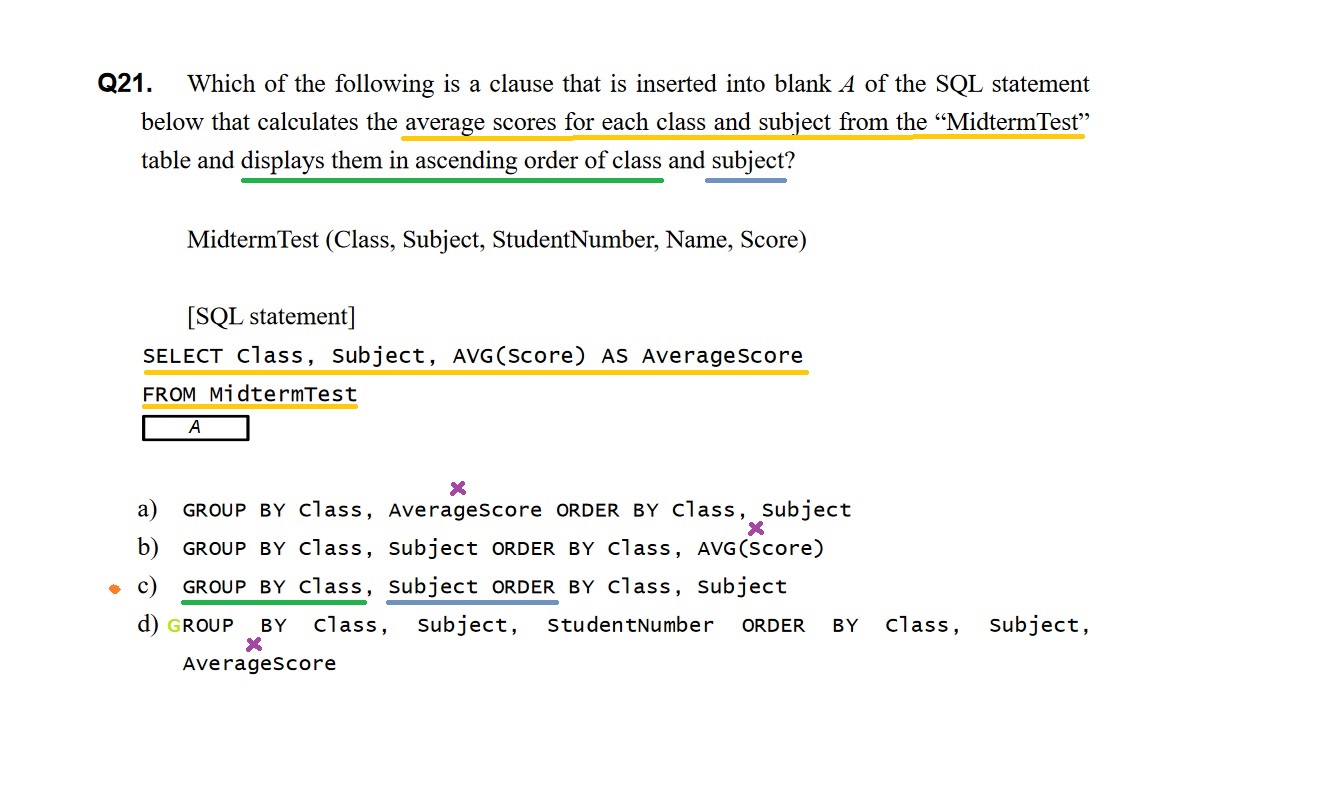 Q21. Which of the following is a clause that is inserted into blank A of the SQL statement
below that calculates the average scores for each class and subject from the “MidtermTest”
table and displays them in ascending order of class and subject?
MidtermTest (Class, Subject, StudentNumber, Name, Score)
[SQL statement]
SELECT Class, Subject, AVG(Score) AS AverageScore
FROM MidtermTest
A
a) GROUP BY Class, AverageScore ORDER BY Class, Subject
b) GROUP BY Class, Subject ORDER BY Class, AVG(Score)
c) GROUP BY Class, Subject ORDER BY Class, Subject
d) GROUP BY Class, Subject, StudentNumber ORDER BY Class, Subject,
AverageScore